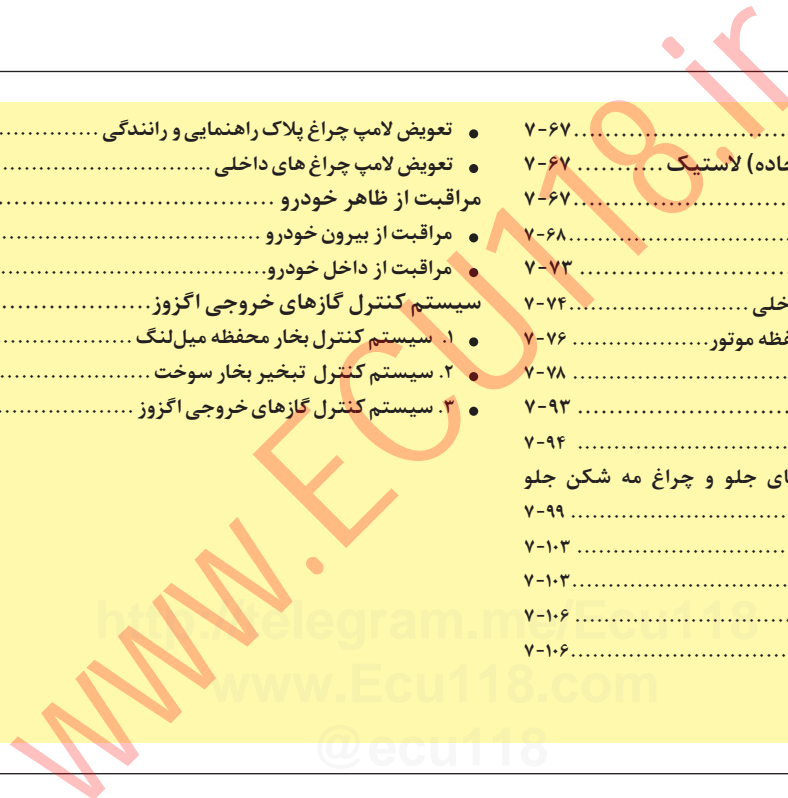 ۷-۶۷
جاده) لاستیک ........... ۷-۶۷
۷-۶۷
۷-۶۸
۷-۷۳
۷-۷۴
۷-۷۶ موتور
۷-۷۸
۷-۹۳
۷-۹۴
جلو و چراغ مه شکن جلو
۷-۹۹
۷-۱۰۳
۷-۱۰۳
۷-۱۰۶
۷-۱۰۶
● تعویض لامپ چراغ پلاک راهنمایی و رانندگی
● تعویض لامپ چراغ های داخلی
مراقبت از ظاهر خودرو
● مراقبت از بیرون خودرو
● مراقبت از داخل خودرو
سیستم کنترل گازهای خروجی اگزوز
● ۱. سیستم کنترل بخار محفظه میل‌لنگ
● ۲. سیستم کنترل تبخیر بخار سوخت
● ۳. سیستم کنترل گازهای خروجی اگزوز
http://telegram.me/Ecu118
www.Ecu118.com
@ecu118
www.ECU118.ir